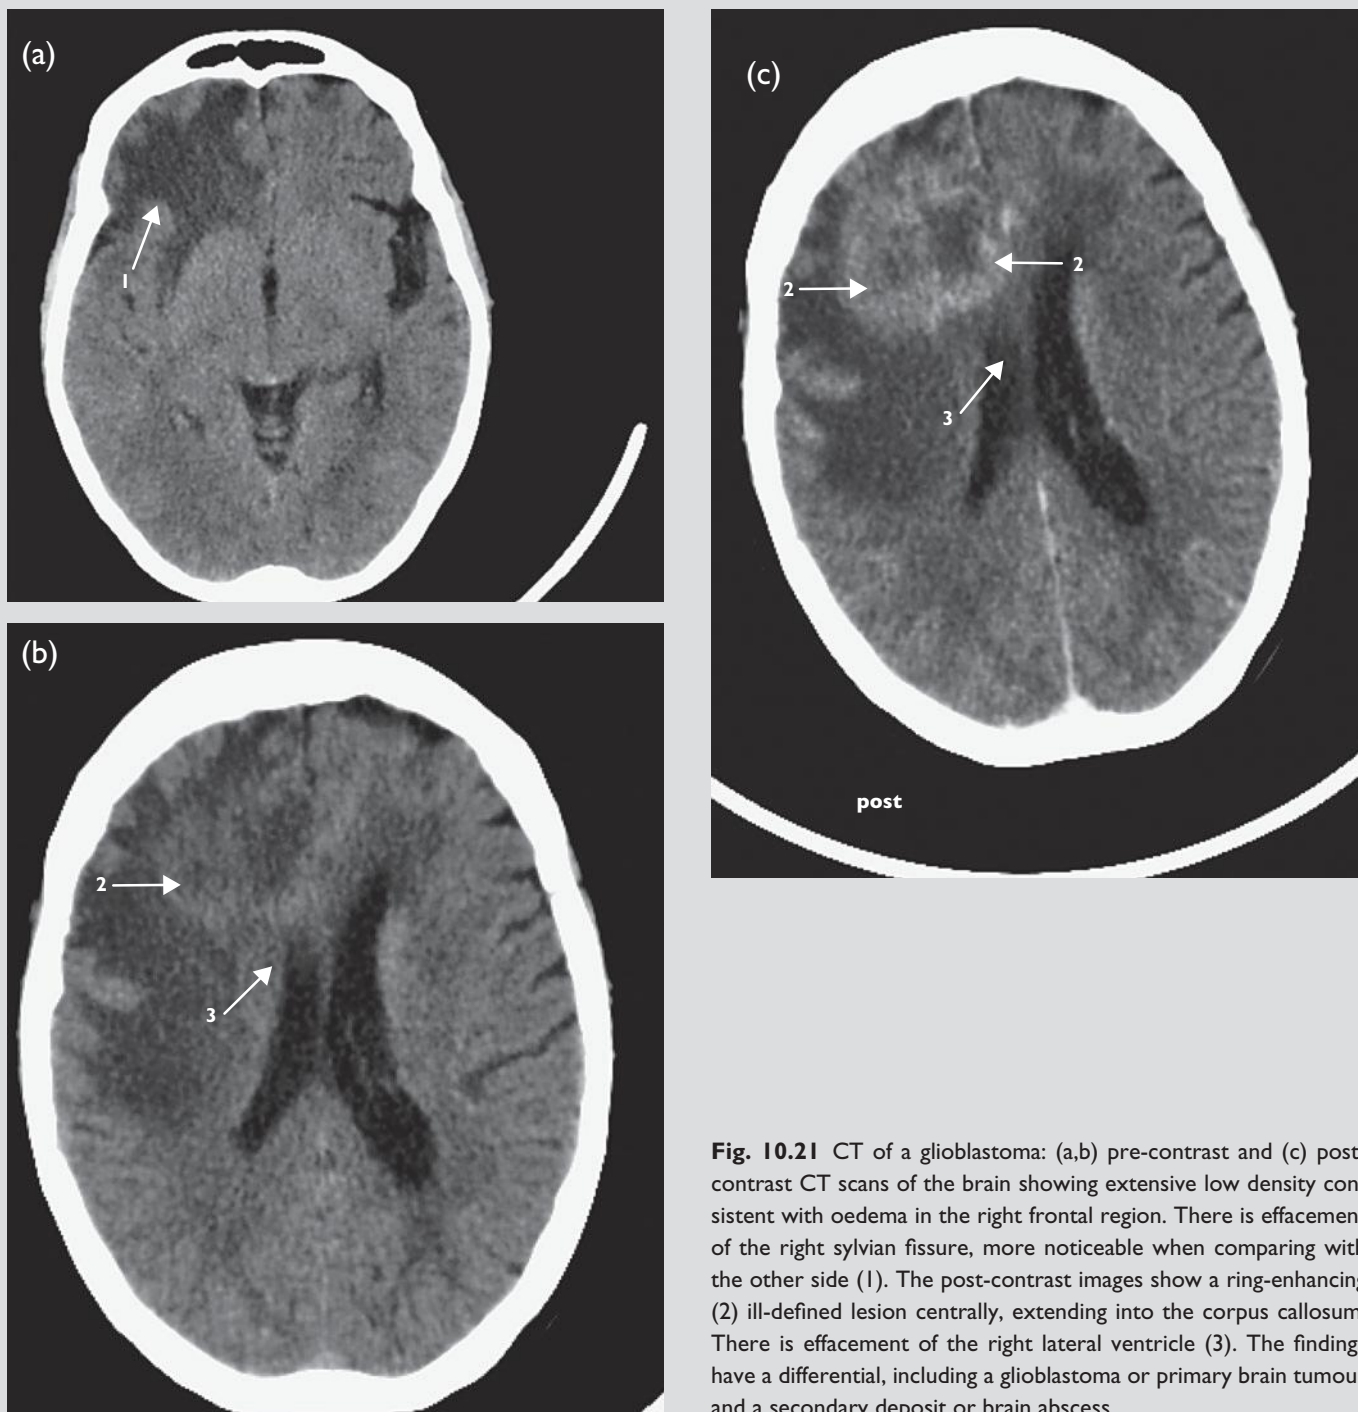 (a)
1
(b)
2
3
(c)
2
2
3
post
Fig. 10.21 CT of a glioblastoma: (a,b) pre-contrast and (c) post
contrast CT scans of the brain showing extensive low density con
sistent with oedema in the right frontal region. There is effacemen
of the right sylvian fissure, more noticeable when comparing with
the other side (1). The post-contrast images show a ring-enhancing
(2) ill-defined lesion centrally, extending into the corpus callosum
There is effacement of the right lateral ventricle (3). The finding
have a differential, including a glioblastoma or primary brain tumou
and a secondary deposit or brain abscess